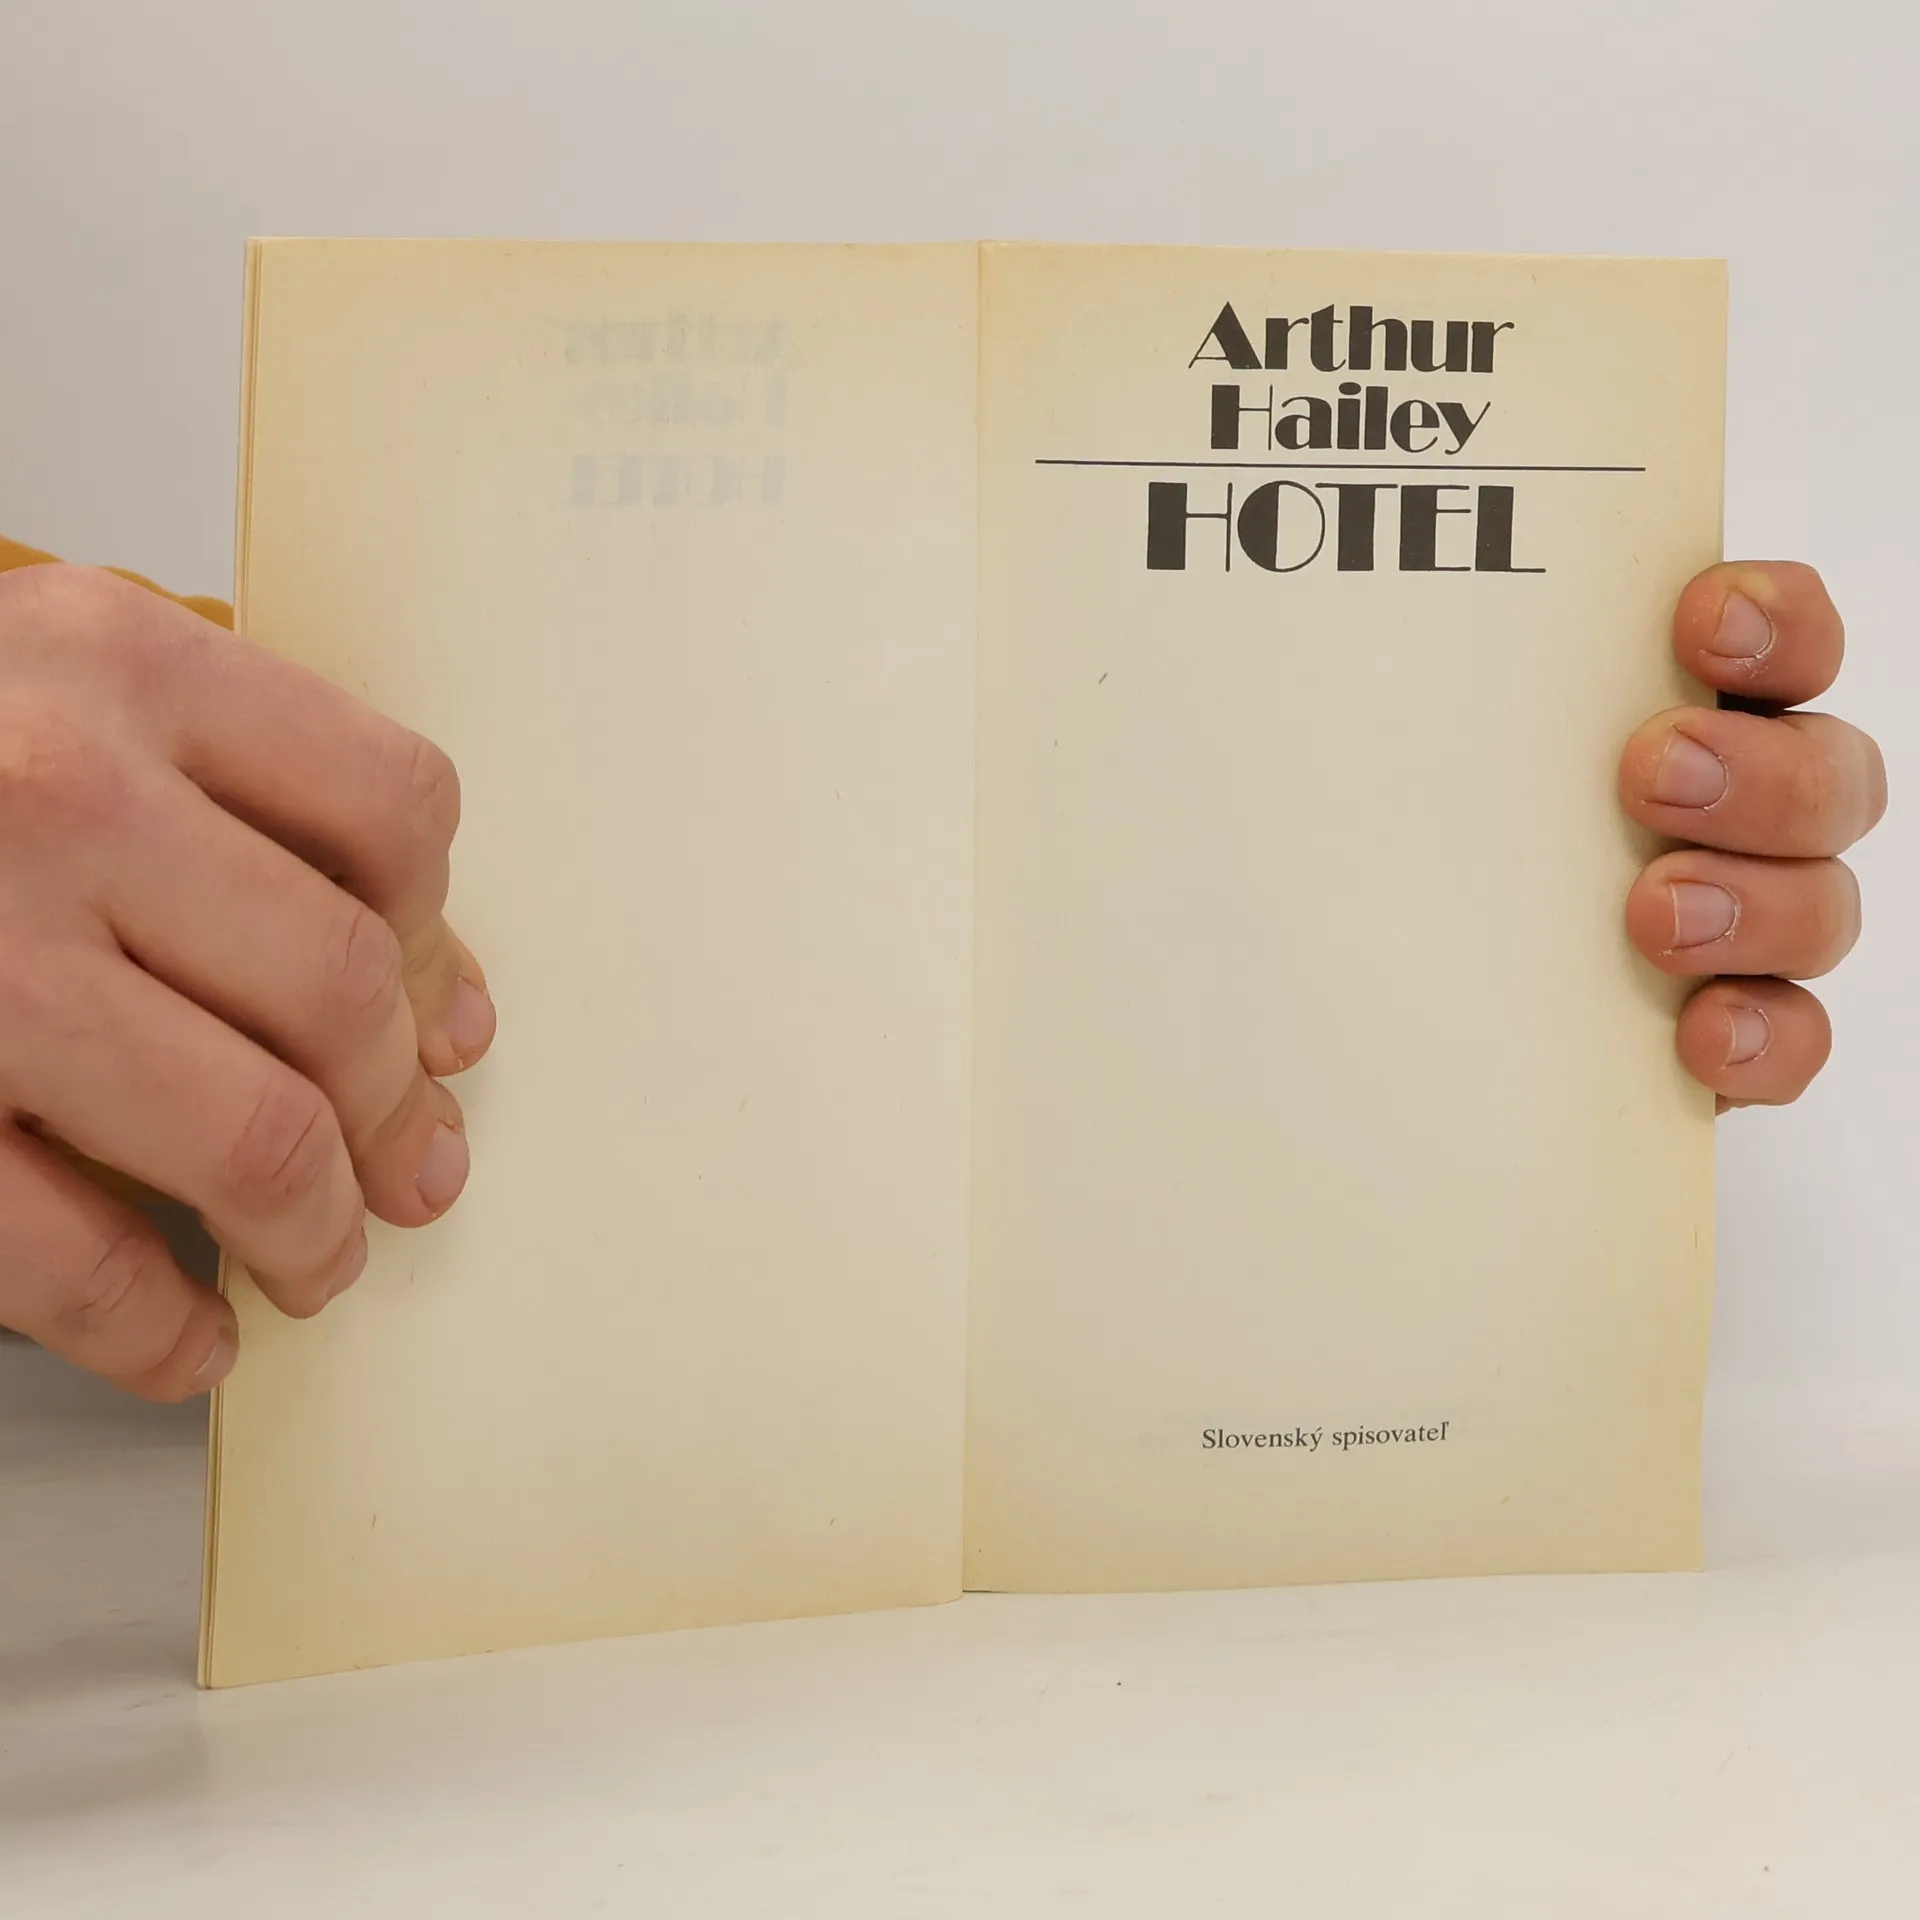 Arthur
Hailey
HOTEL
Slovenský spisovateľ